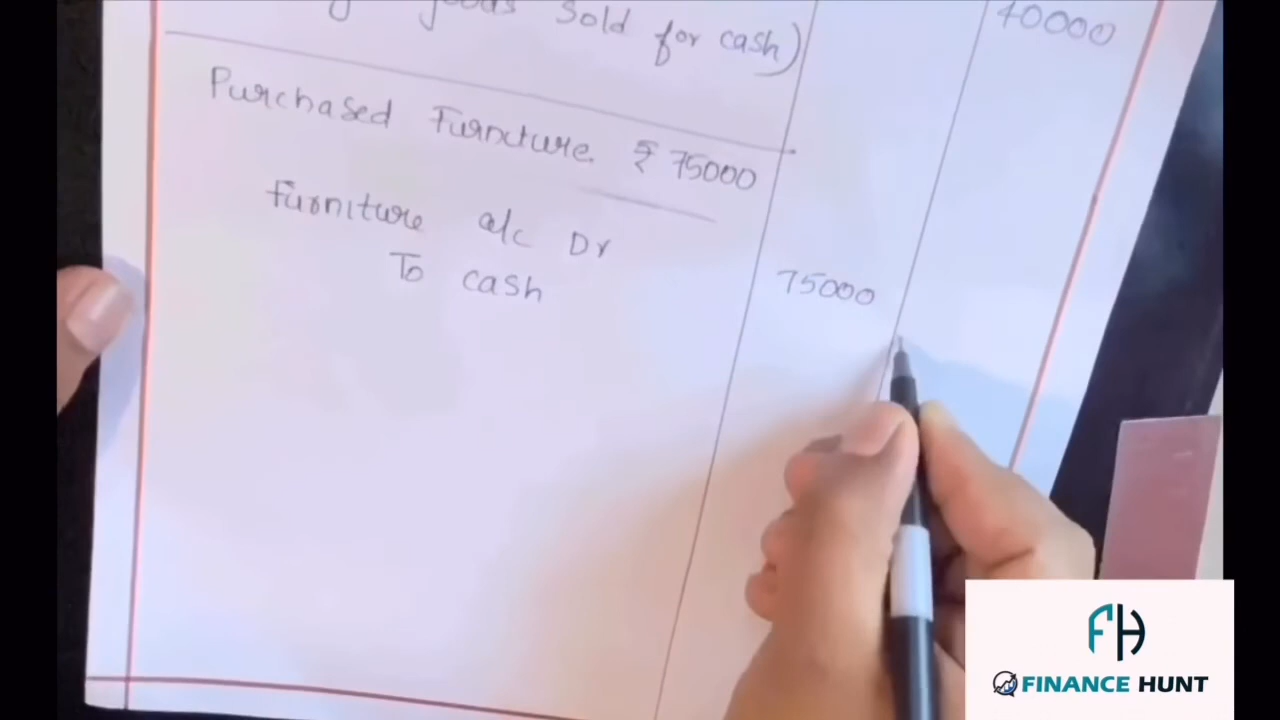 Sold for cash)
40000
Purchased Furniture ₹ 75000
furniture a/c Dr
75000
To cash
FH
FINANCE HUNT